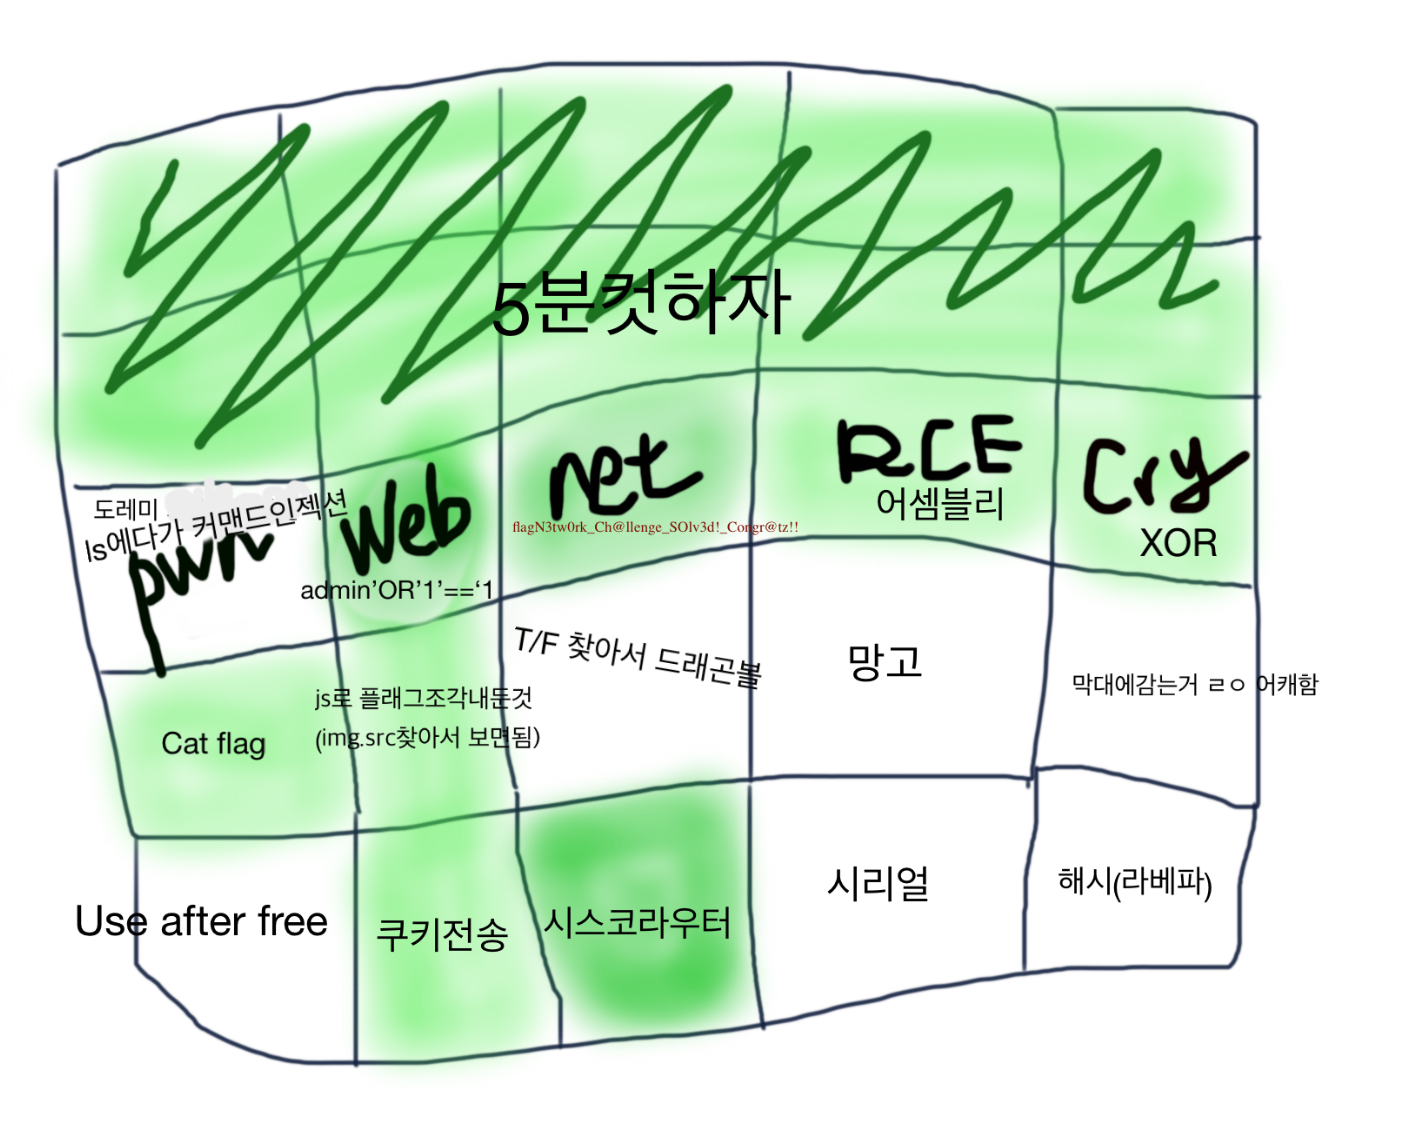 5분컷하자
도레미
ls에다가 커맨드인젝션
pwn
Web
admin’OR’1’==‘1
net
flagN3tw0rk_Ch@llenge_SOlv3d!_Congr@tz!!
RCE
어셈블리
Cry
XOR
Cat flag
js로 플래그조각내둔것
(img.src찾아서 보면됨)
T/F 찾아서 드래곤볼
망고
막대에감는거 ㄹㅇ 어캐함
Use after free
쿠키전송
시스코라우터
시리얼
해시(라베파)